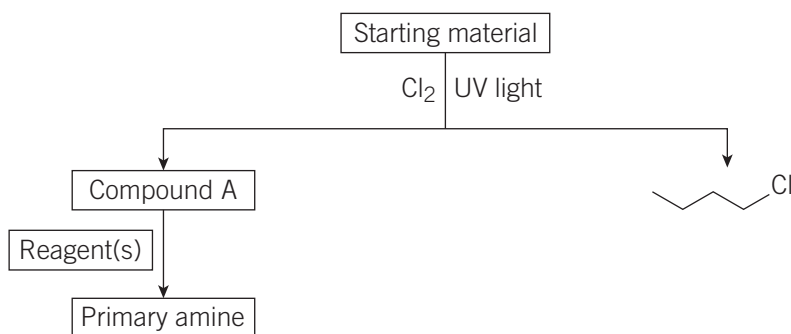 Starting material
Cl₂ UV light
Compound A
Cl
Reagent(s)
Primary amine